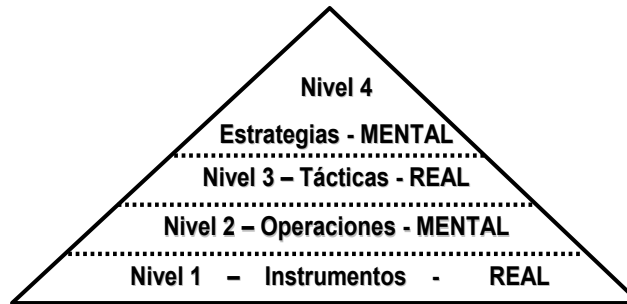 Nivel 4
Estrategias - MENTAL
Nivel 3 – Tácticas - REAL
Nivel 2 – Operaciones - MENTAL
Nivel 1 – Instrumentos - REAL